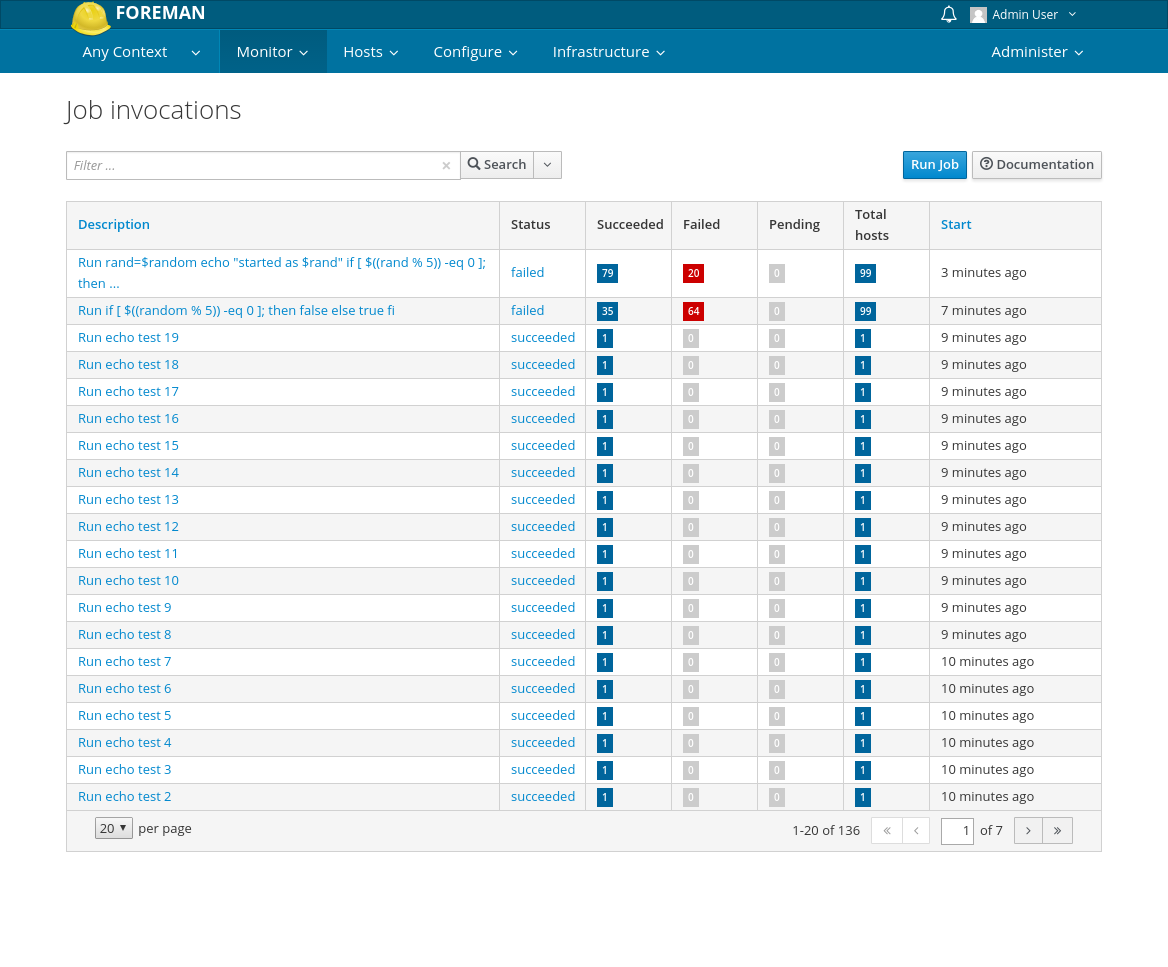 FOREMAN
Admin User
Any Context Monitor Hosts Configure Infrastructure Administer
Job invocations
Filter ... × Search Run Job Documentation
Description Status Succeeded Failed Pending Total hosts Start
Run rand=$random echo "started as $rand" if [ $((rand % 5)) -eq 0 ];
then ... failed 79 20 0 99 3 minutes ago
Run if [ $((random % 5)) -eq 0 ]; then false else true fi failed 35 64 0 99 7 minutes ago
Run echo test 19 succeeded 1 0 0 1 9 minutes ago
Run echo test 18 succeeded 1 0 0 1 9 minutes ago
Run echo test 17 succeeded 1 0 0 1 9 minutes ago
Run echo test 16 succeeded 1 0 0 1 9 minutes ago
Run echo test 15 succeeded 1 0 0 1 9 minutes ago
Run echo test 14 succeeded 1 0 0 1 9 minutes ago
Run echo test 13 succeeded 1 0 0 1 9 minutes ago
Run echo test 12 succeeded 1 0 0 1 9 minutes ago
Run echo test 11 succeeded 1 0 0 1 9 minutes ago
Run echo test 10 succeeded 1 0 0 1 9 minutes ago
Run echo test 9 succeeded 1 0 0 1 9 minutes ago
Run echo test 8 succeeded 1 0 0 1 9 minutes ago
Run echo test 7 succeeded 1 0 0 1 10 minutes ago
Run echo test 6 succeeded 1 0 0 1 10 minutes ago
Run echo test 5 succeeded 1 0 0 1 10 minutes ago
Run echo test 4 succeeded 1 0 0 1 10 minutes ago
Run echo test 3 succeeded 1 0 0 1 10 minutes ago
Run echo test 2 succeeded 1 0 0 1 10 minutes ago
20 per page 1-20 of 136 « ‹ 1 of 7 › »